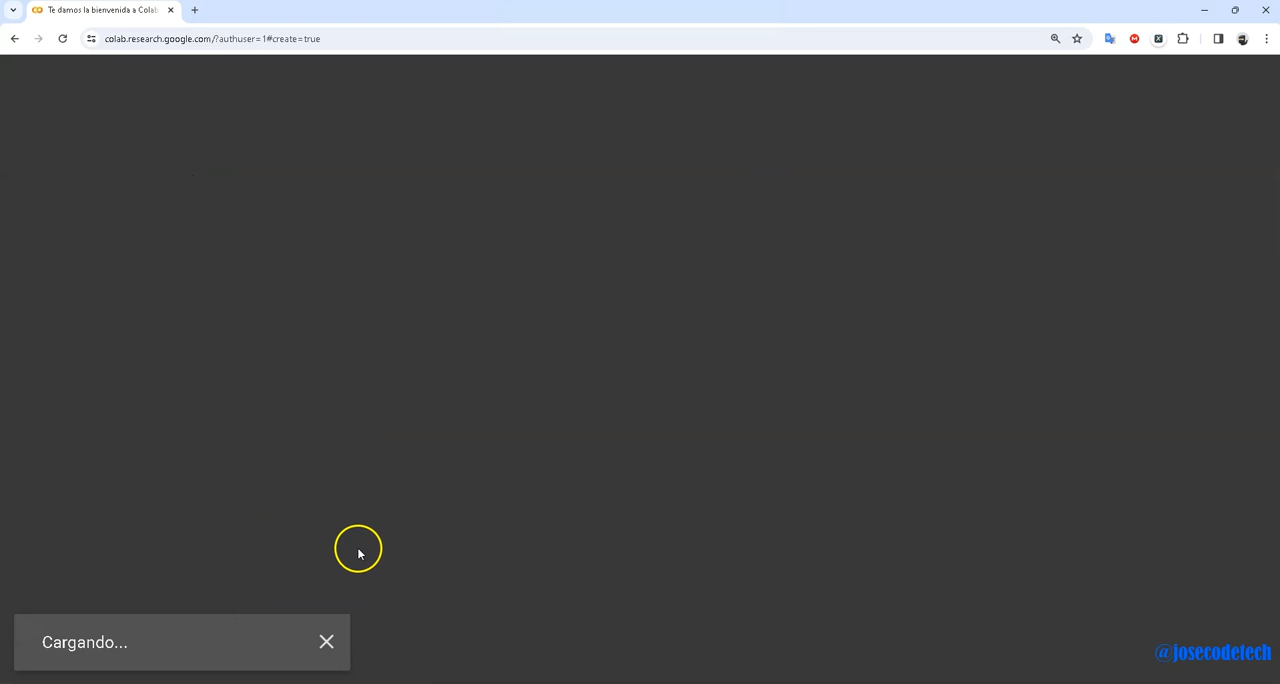 Te damos la bienvenida a Colab
colab.research.google.com/?authuser=1#create=true
Cargando...
@josecodetech